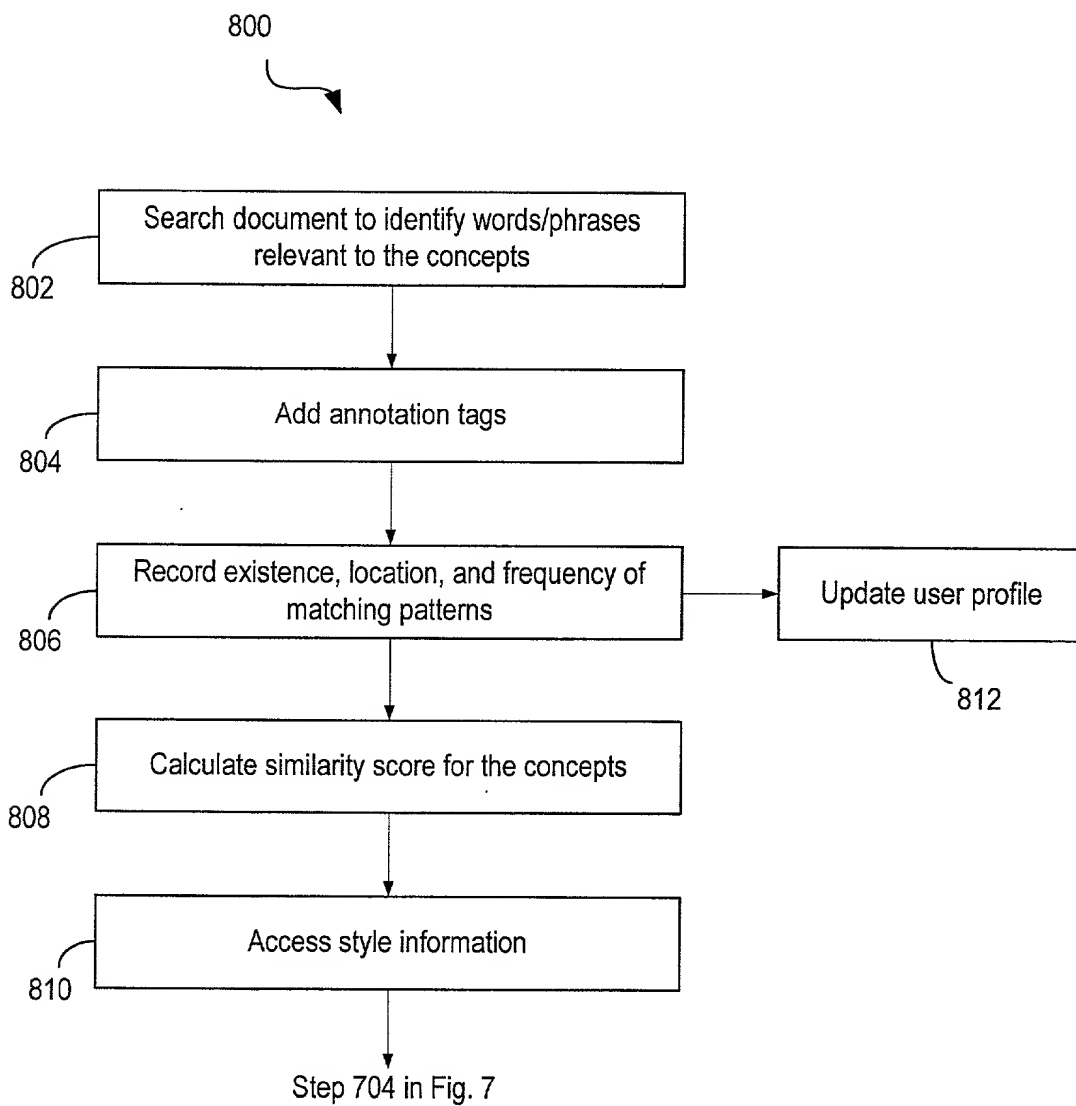 800
Search document to identify words/phrases
relevant to the concepts
802
Add annotation tags
804
Record existence, location, and frequency of
matching patterns
806
Update user profile
812
Calculate similarity score for the concepts
808
Access style information
810
Step 704 in Fig. 7